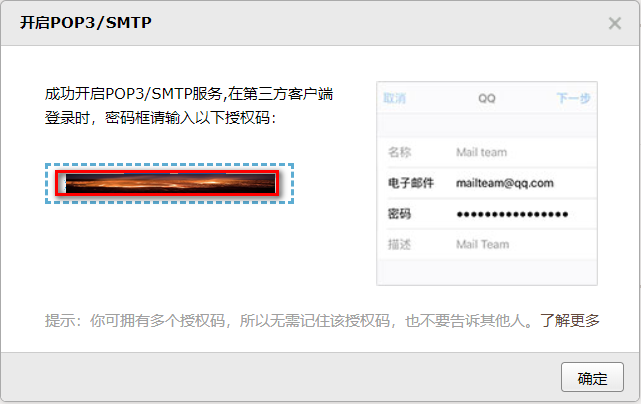 开启POP3/SMTP
成功开启POP3/SMTP服务,在第三方客户端
登录时，密码框请输入以下授权码：
取消 QQ 下一步
名称 Mail team
电子邮件 mailteam@qq.com
密码 ●●●●●●●●●●●●●●●●
描述 Mail Team
提示：你可拥有多个授权码，所以无需记住该授权码，也不要告诉其他人。了解更多
确定